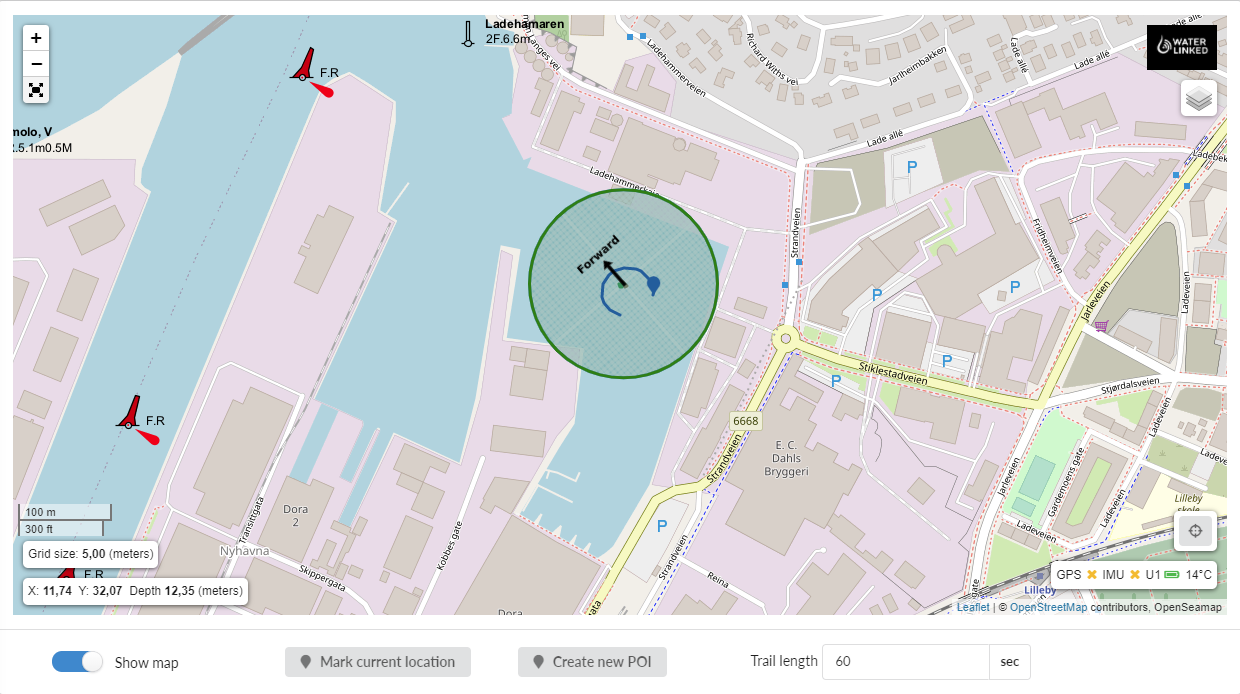 +
−
Ladehamaren
2F.6.6m
F.R
molo, V
.5.1m0.5M
WATER
LINKED
Ladehammerveien
Richard Withs vei
Jarlheimbakken
Lade allé
Lade allé
Lade allé
P
Ladebek
Strandveien
Fridheimveien
Forward
P
P
Jarleveien
Ladeveien
P
P
Stiklestadveien
Stjørdalsveien
6668
F.R
E. C.
Dahls
Bryggeri
Strandveien
Ladeveien
Jarleveien
Gardemoens gate
Ladeveien
Lilleby
skole
100 m
300 ft
Dora
2
Transittgata
Nyhavna
Kobbes gate
P
Strandveien
Ladeveien
Grid size: 5,00 (meters)
F.R
Skippergata
Reina
X: 11,74 Y: 32,07 Depth 12,35 (meters)
GPS ✖ IMU ✖ U1 14°C
Lilleby
Dora
Leaflet | © OpenStreetMap contributors, OpenSeamap
Show map
Mark current location
Create new POI
Trail length 60 sec